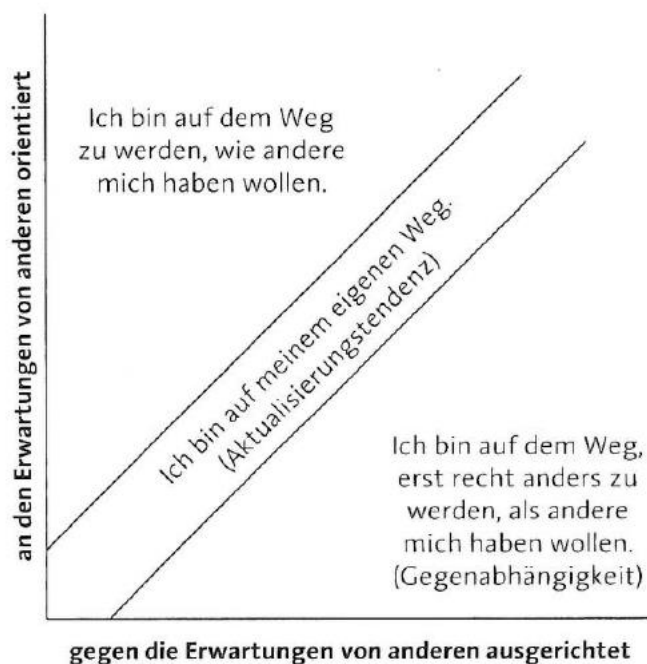 an den Erwartungen von anderen orientiert
Ich bin auf dem Weg
zu werden, wie andere
mich haben wollen.
Ich bin auf meinem eigenen Weg.
(Aktualisierungstendenz)
Ich bin auf dem Weg,
erst recht anders zu
werden, als andere
mich haben wollen.
(Gegenabhängigkeit)
gegen die Erwartungen von anderen ausgerichtet